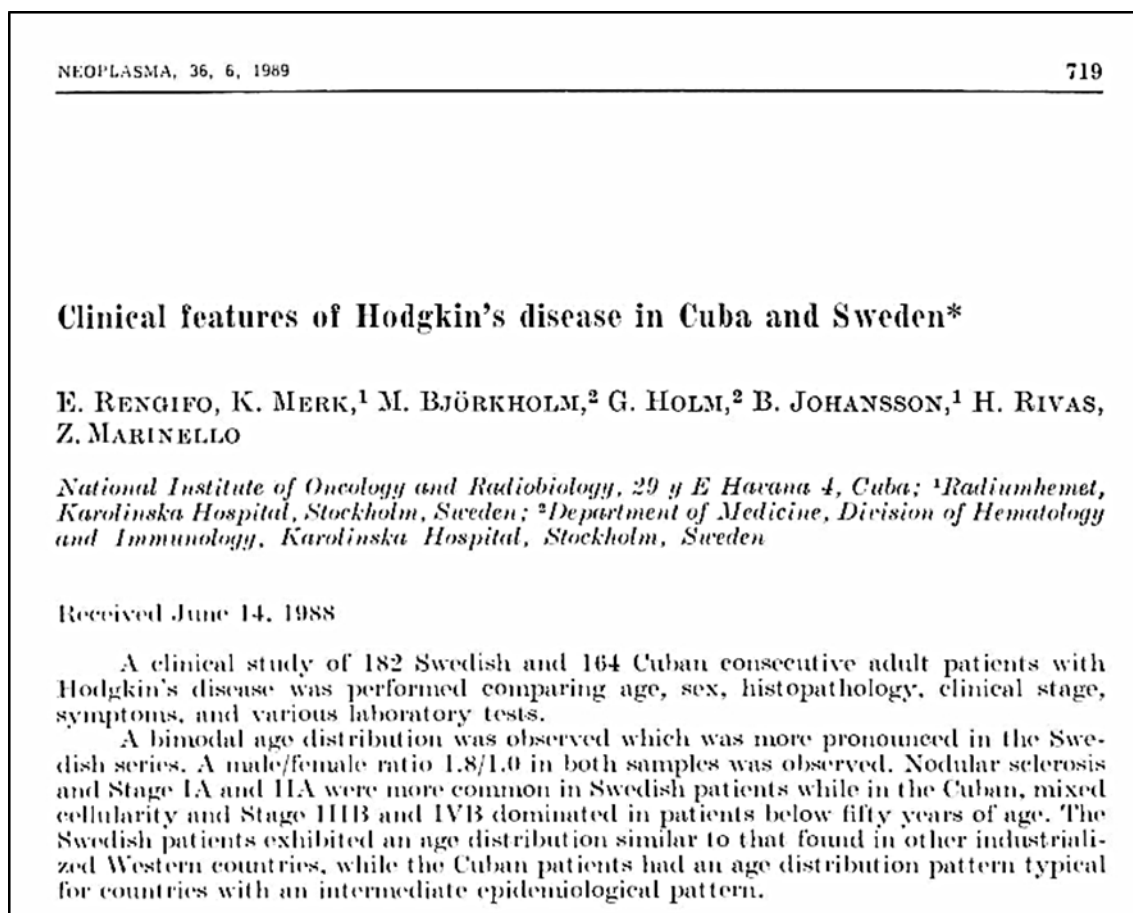 NEOPLASMA, 36, 6, 1989 719
Clinical features of Hodgkin's disease in Cuba and Sweden*
E. RENGIFO, K. MERK,¹ M. BJÖRKHOLM,² G. HOLM,² B. JOHANSSON,¹ H. RIVAS,
Z. MARINELLO
National Institute of Oncology and Radiobiology, 29 y E Havana 4, Cuba; ¹Radiumhemet,
Karolinska Hospital, Stockholm, Sweden; ²Department of Medicine, Division of Hematology
and Immunology, Karolinska Hospital, Stockholm, Sweden
Received June 14, 1988
A clinical study of 182 Swedish and 164 Cuban consecutive adult patients with
Hodgkin's disease was performed comparing age, sex, histopathology, clinical stage,
symptoms, and various laboratory tests.
A bimodal age distribution was observed which was more pronounced in the Swe-
dish series. A male/female ratio 1.8/1.0 in both samples was observed. Nodular sclerosis
and Stage IA and IIA were more common in Swedish patients while in the Cuban, mixed
cellularity and Stage IIIB and IVB dominated in patients below fifty years of age. The
Swedish patients exhibited an age distribution similar to that found in other industriali-
zed Western countries, while the Cuban patients had an age distribution pattern typical
for countries with an intermediate epidemiological pattern.